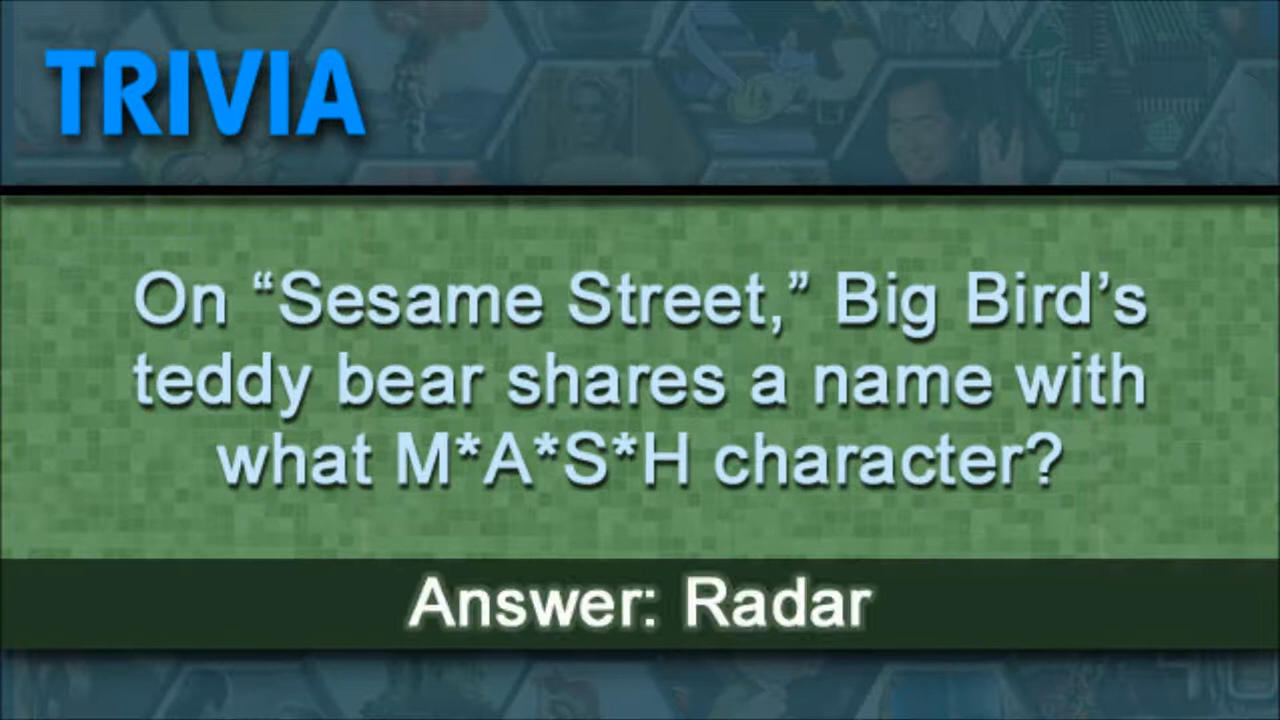 TRIVIA
On “Sesame Street,” Big Bird’s
teddy bear shares a name with
what M*A*S*H character?
Answer: Radar